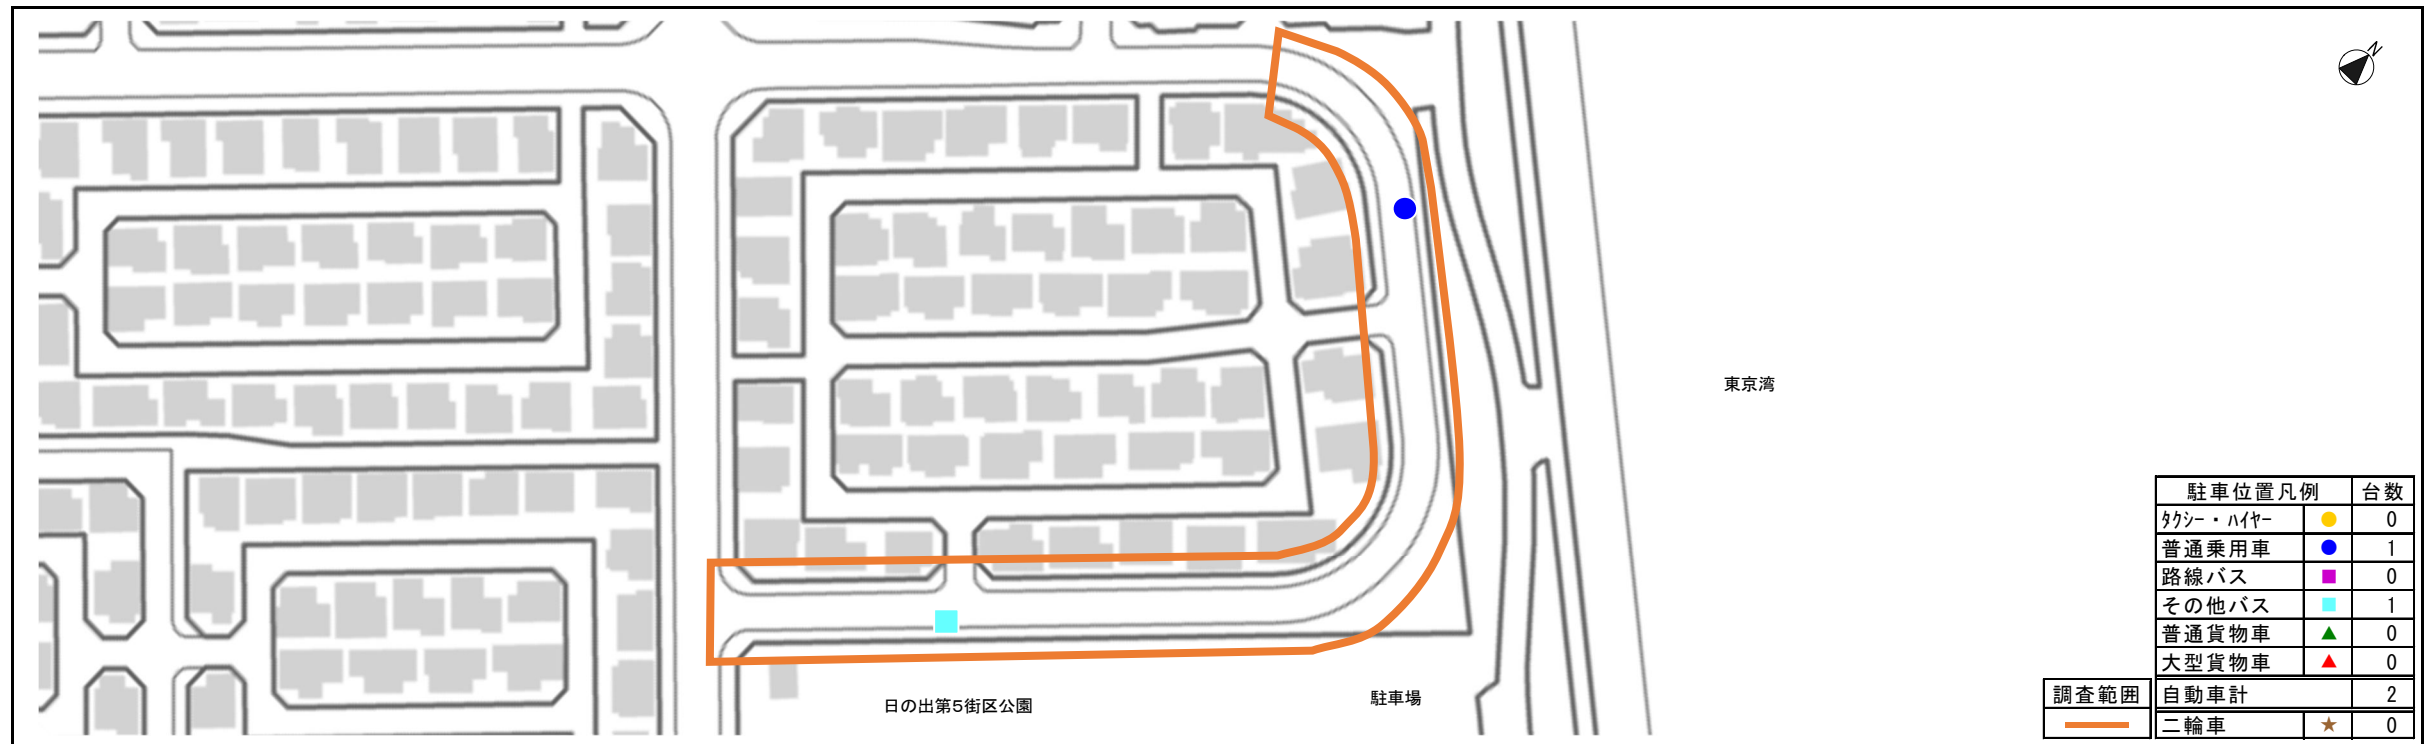 N
東京湾
日の出第5街区公園
駐車場
駐車位置凡例 台数
ﾀｸｼｰ・ﾊｲﾔｰ ● 0
普通乗用車 ● 1
路線バス ■ 0
その他バス ■ 1
普通貨物車 ▲ 0
大型貨物車 ▲ 0
調査範囲 自動車計 2
二輪車 ★ 0